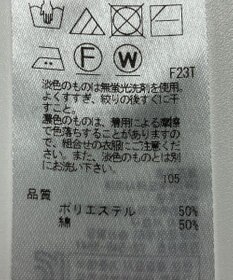 F W
F23T
淡色のものは無蛍光洗剤を使用。
よくすすぎ、絞りの後すぐに干
すこと。
濃色のものは、着用による摩擦
で色落ちすることがありますの
で、組合せの衣服にご注意下さ
い。また、淡色のものとは別に
お洗い下さい。
105
品質
ポリエステル 50%
綿 50%